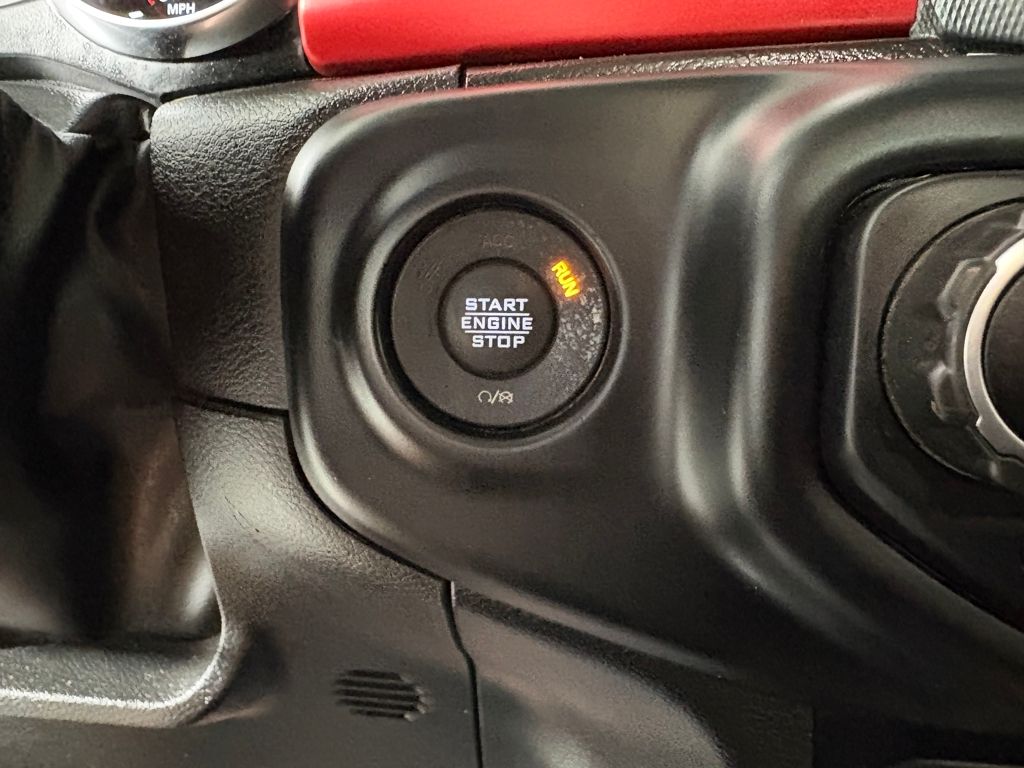 MPH
ACC
RUN
START
ENGINE
STOP